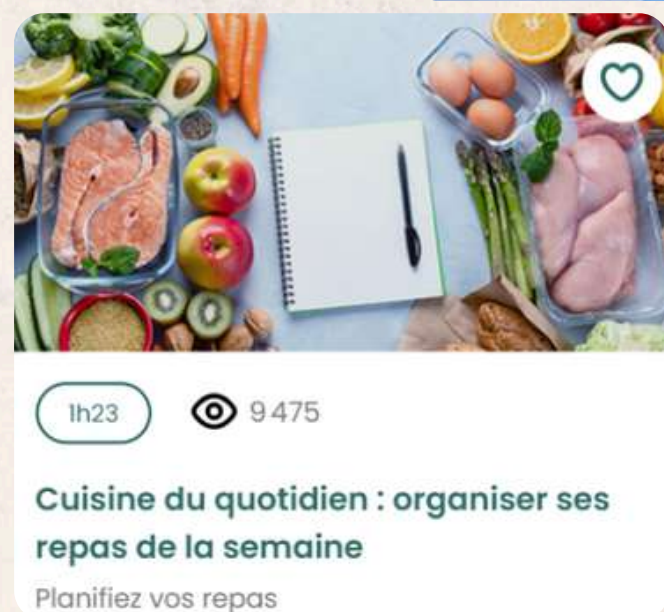 1h23
9 475
Cuisine du quotidien : organiser ses
repas de la semaine
Planifiez vos repas